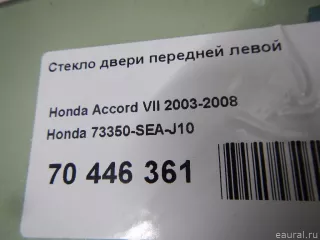 Стекло двери передней левой
Honda Accord VII 2003-2008
Honda 73350-SEA-J10
70 446 361
eaural.ru